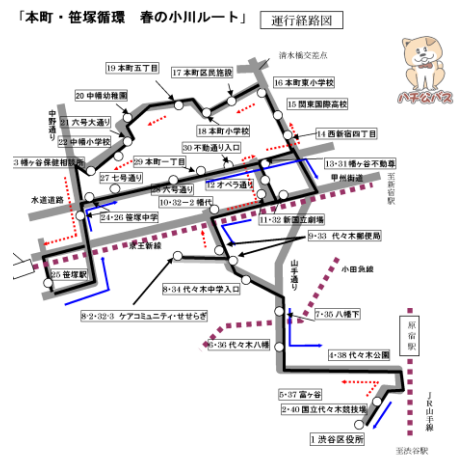 「本町・笹塚循環 春の小川ルート」 運行経路図
清水橋交差点
19 本町五丁目
17 本町区民施設
16 本町東小学校
20 中幡幼稚園
ハチ公バス
15 関東国際高校
中野通り
21 六号大通り
18 本町小学校
22 中幡小学校
14 西新宿四丁目
30 不動通り入口
3 幡ヶ谷保健相談所
29 本町一丁目
13・31 幡ヶ谷不動尊
27 七号通り
六号通り
12 オペラ通り
甲州街道
至新宿駅
水道道路
10・32-2 幡代
24・26 笹塚中学
11・32 新国立劇場
京王新線
9・33 代々木郵便局
25 笹塚駅
山手通り
小田急線
8・34 代々木中学入口
8・2・32・3 ケアコミュニティ・せせらぎ
7・35 八幡下
原宿駅
6・36 代々木八幡
4・38 代々木公園
5・37 富ヶ谷
JR山手線
2・40 国立代々木競技場
1 渋谷区役所
至渋谷駅